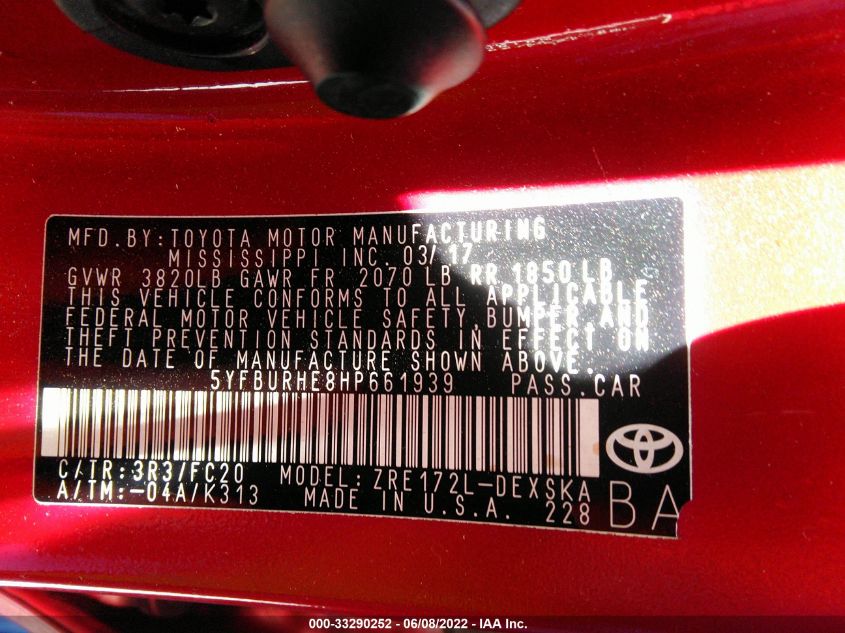 MFD.BY:TOYOTA MOTOR MANUFACTURING
MISSISSIPPI INC. 03/17
GVWR 3820LB GAWR FR 2070 LB RR 1850 LB
THIS VEHICLE CONFORMS TO ALL APPLICABLE
FEDERAL MOTOR VEHICLE SAFETY,BUMPER,AND
THEFT PREVENTION STANDARDS IN EFFECT ON
THE DATE OF MANUFACTURE SHOWN ABOVE.
5YFBURHE8HP661939 PASS.CAR
C/TR:3R3/FC20 MODEL:ZRE172L-DEXSKA
A/TM:-04A/K313 MADE IN U.S.A. 228 BA
000-33290252 - 06/08/2022 - IAA Inc.